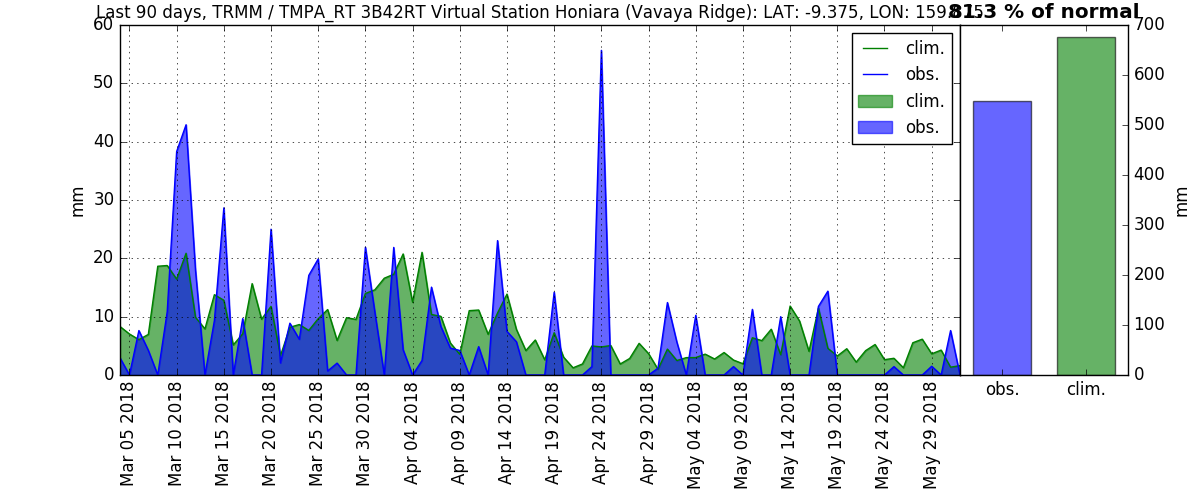 Last 90 days, TRMM / TMPA_RT 3B42RT Virtual Station Honiara (Vavaya Ridge): LAT: -9.375, LON:
81.3 % of normal
60
50
40
30
20
10
0
mm
clim.
obs.
clim.
obs.
700
600
500
400
300
200
100
0
mm
obs.
clim.
Mar 05 2018
Mar 10 2018
Mar 15 2018
Mar 20 2018
Mar 25 2018
Mar 30 2018
Apr 04 2018
Apr 09 2018
Apr 14 2018
Apr 19 2018
Apr 24 2018
Apr 29 2018
May 04 2018
May 09 2018
May 14 2018
May 19 2018
May 24 2018
May 29 2018